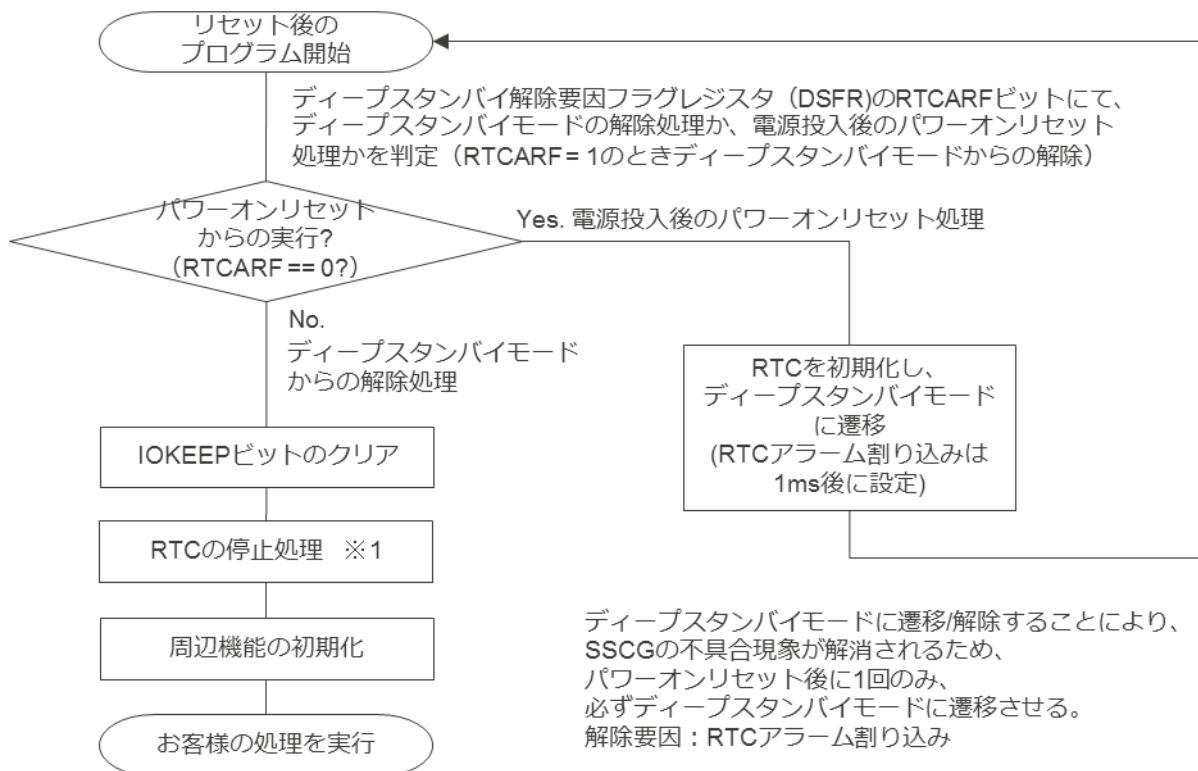 リセット後の
プログラム開始
ディープスタンバイ解除要因フラグレジスタ（DSFR)のRTCARFビットにて、
ディープスタンバイモードの解除処理か、電源投入後のパワーオンリセット
処理かを判定（RTCARF = 1のときディープスタンバイモードからの解除）
パワーオンリセット
からの実行?
（RTCARF == 0?）
Yes. 電源投入後のパワーオンリセット処理
No.
ディープスタンバイモード
からの解除処理
RTCを初期化し、
ディープスタンバイモード
に遷移
(RTCアラーム割り込みは
1ms後に設定)
IOKEEPビットのクリア
RTCの停止処理　※1
周辺機能の初期化
お客様の処理を実行
ディープスタンバイモードに遷移/解除することにより、
SSCGの不具合現象が解消されるため、
パワーオンリセット後に1回のみ、
必ずディープスタンバイモードに遷移させる。
解除要因：RTCアラーム割り込み